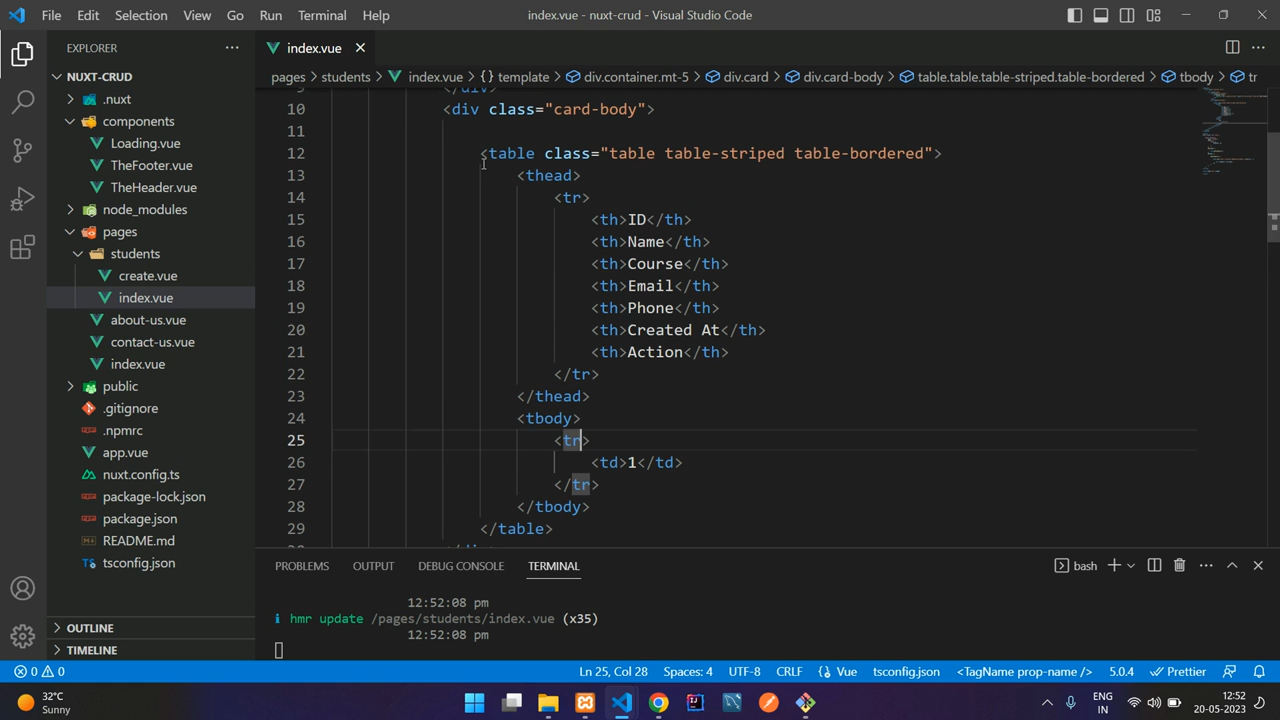 File Edit Selection View Go Run Terminal Help index.vue - nuxt-crud - Visual Studio Code
EXPLORER
NUXT-CRUD
.nuxt
components
Loading.vue
TheFooter.vue
TheHeader.vue
node_modules
pages
students
create.vue
index.vue
about-us.vue
contact-us.vue
index.vue
public
.gitignore
.npmrc
app.vue
nuxt.config.ts
package-lock.json
package.json
README.md
tsconfig.json
OUTLINE
TIMELINE
index.vue
pages > students > index.vue > {} template > div.container.mt-5 > div.card > div.card-body > table.table.table-striped.table-bordered > tbody > tr
9 </div>
10 <div class="card-body">
11
12 <table class="table table-striped table-bordered">
13 <thead>
14 <tr>
15 <th>ID</th>
16 <th>Name</th>
17 <th>Course</th>
18 <th>Email</th>
19 <th>Phone</th>
20 <th>Created At</th>
21 <th>Action</th>
22 </tr>
23 </thead>
24 <tbody>
25 <tr>
26 <td>1</td>
27 </tr>
28 </tbody>
29 </table>
PROBLEMS OUTPUT DEBUG CONSOLE TERMINAL bash
12:52:08 pm
i hmr update /pages/students/index.vue (x35)
12:52:08 pm
0 0 Ln 25, Col 28 Spaces: 4 UTF-8 CRLF {} Vue tsconfig.json <TagName prop-name /> 5.0.4 Prettier
32°C
Sunny
ENG
IN
12:52
20-05-2023